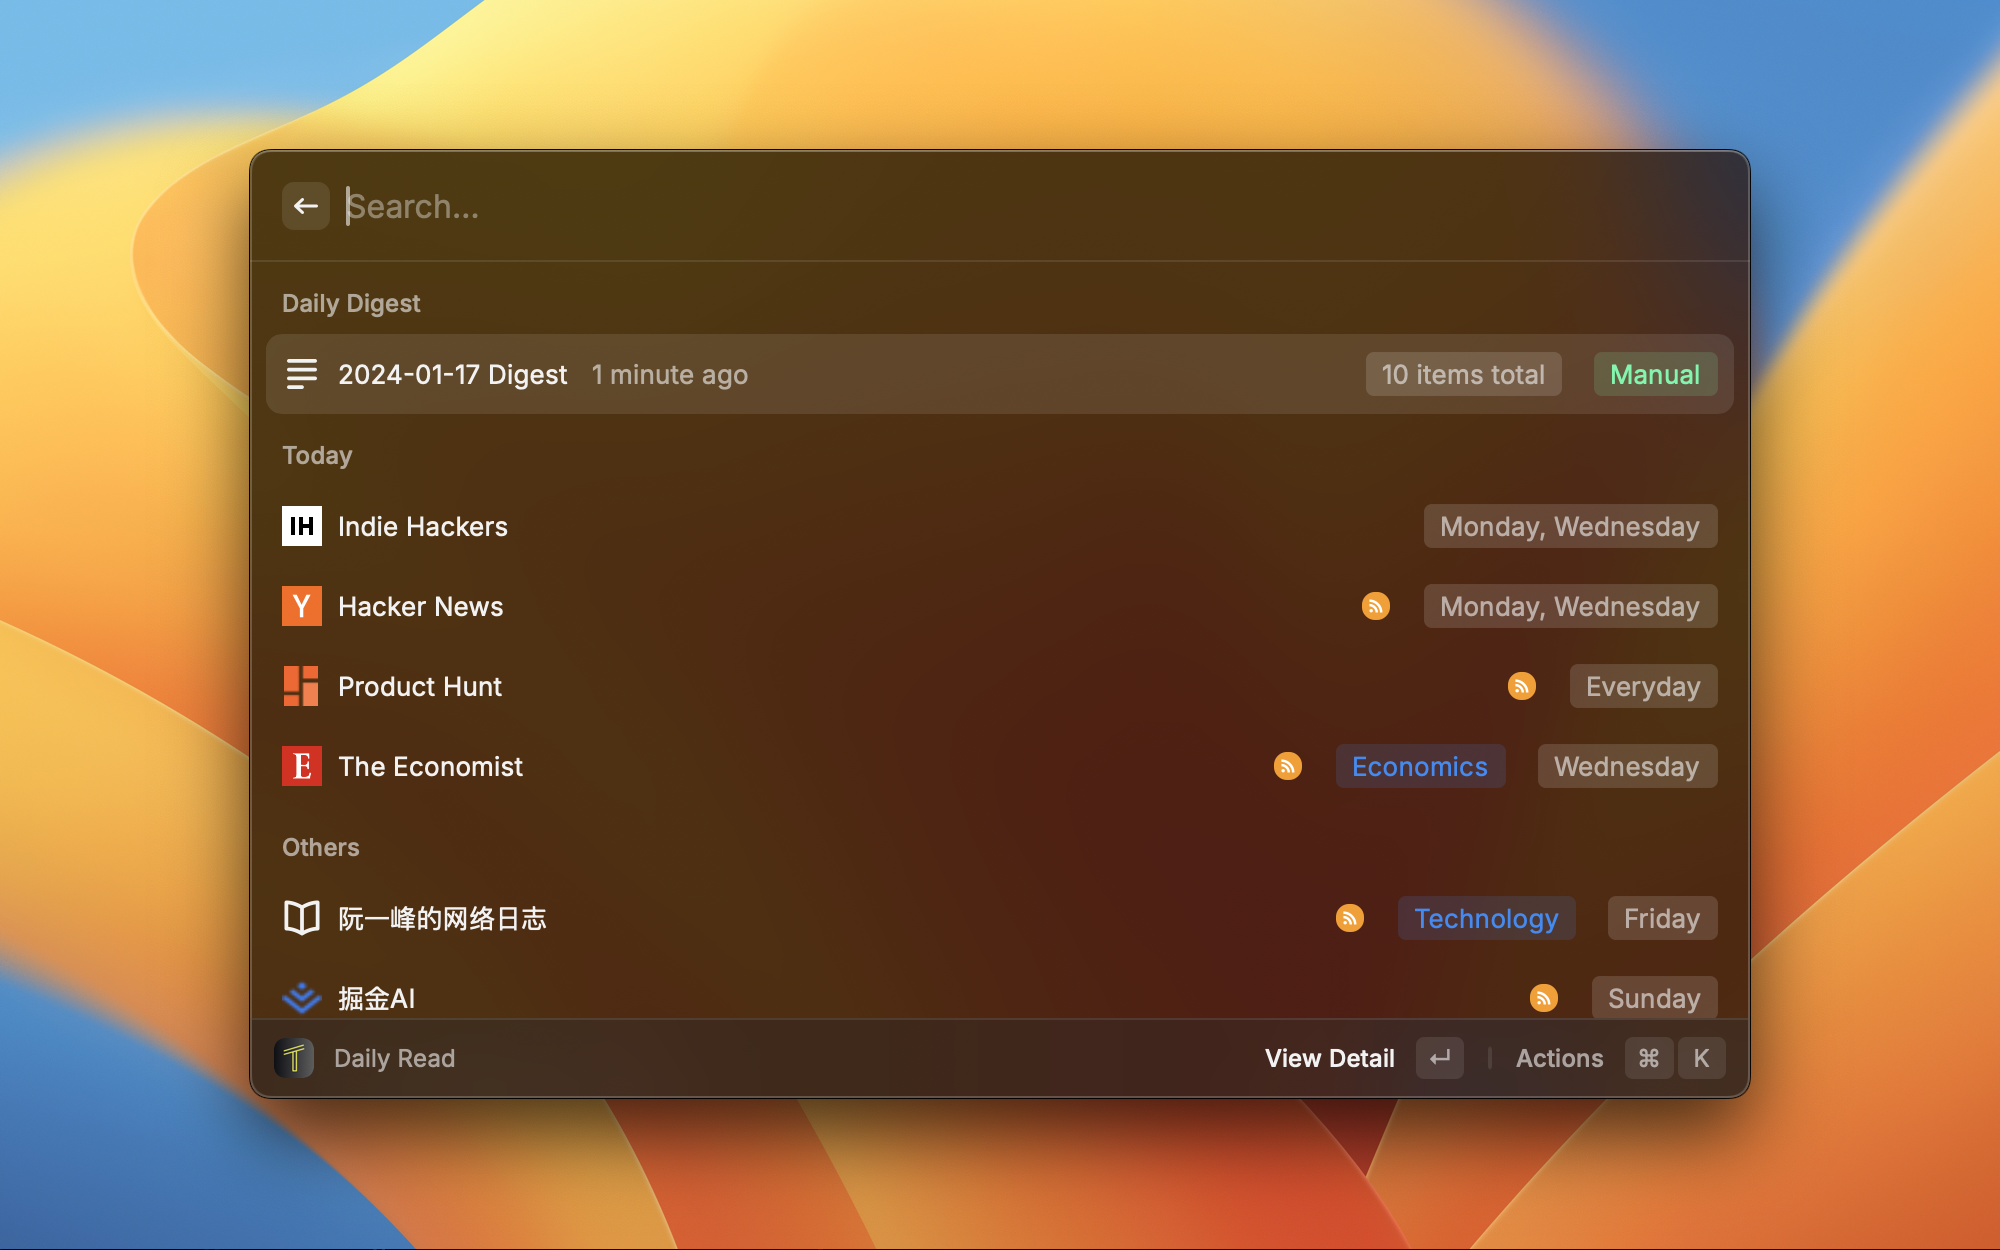 Search...
Daily Digest
2024-01-17 Digest 1 minute ago 10 items total Manual
Today
IH Indie Hackers Monday, Wednesday
Y Hacker News Monday, Wednesday
Product Hunt Everyday
E The Economist Economics Wednesday
Others
阮一峰的网络日志 Technology Friday
掘金AI Sunday
Daily Read View Detail ↵ | Actions ⌘ K